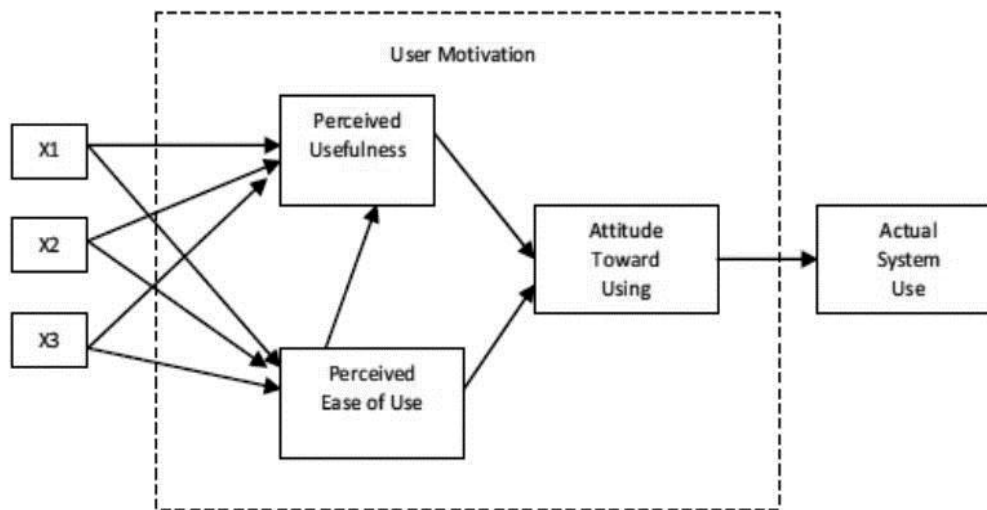 User Motivation
X1
X2
X3
Perceived
Usefulness
Perceived
Ease of Use
Attitude
Toward
Using
Actual
System
Use